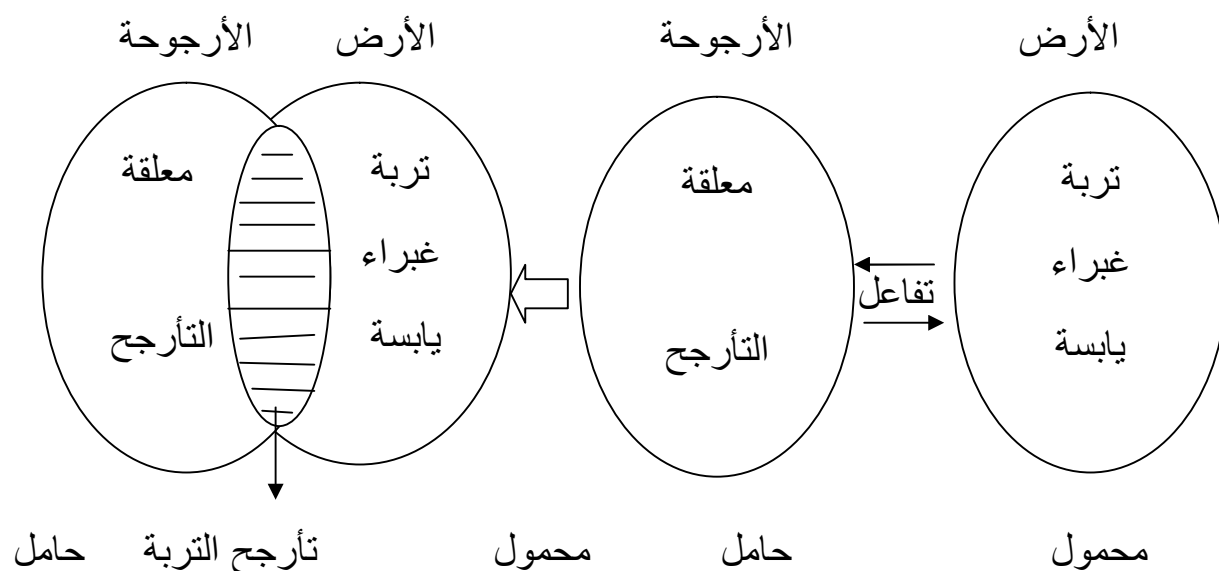 الأرض الأرجوحة الأرض الأرجوحة
تربة معلقة تربة معلقة
غبراء غبراء
تفاعل
يابسة التأرجح يابسة التأرجح
محمول حامل محمول تأرجح التربة حامل